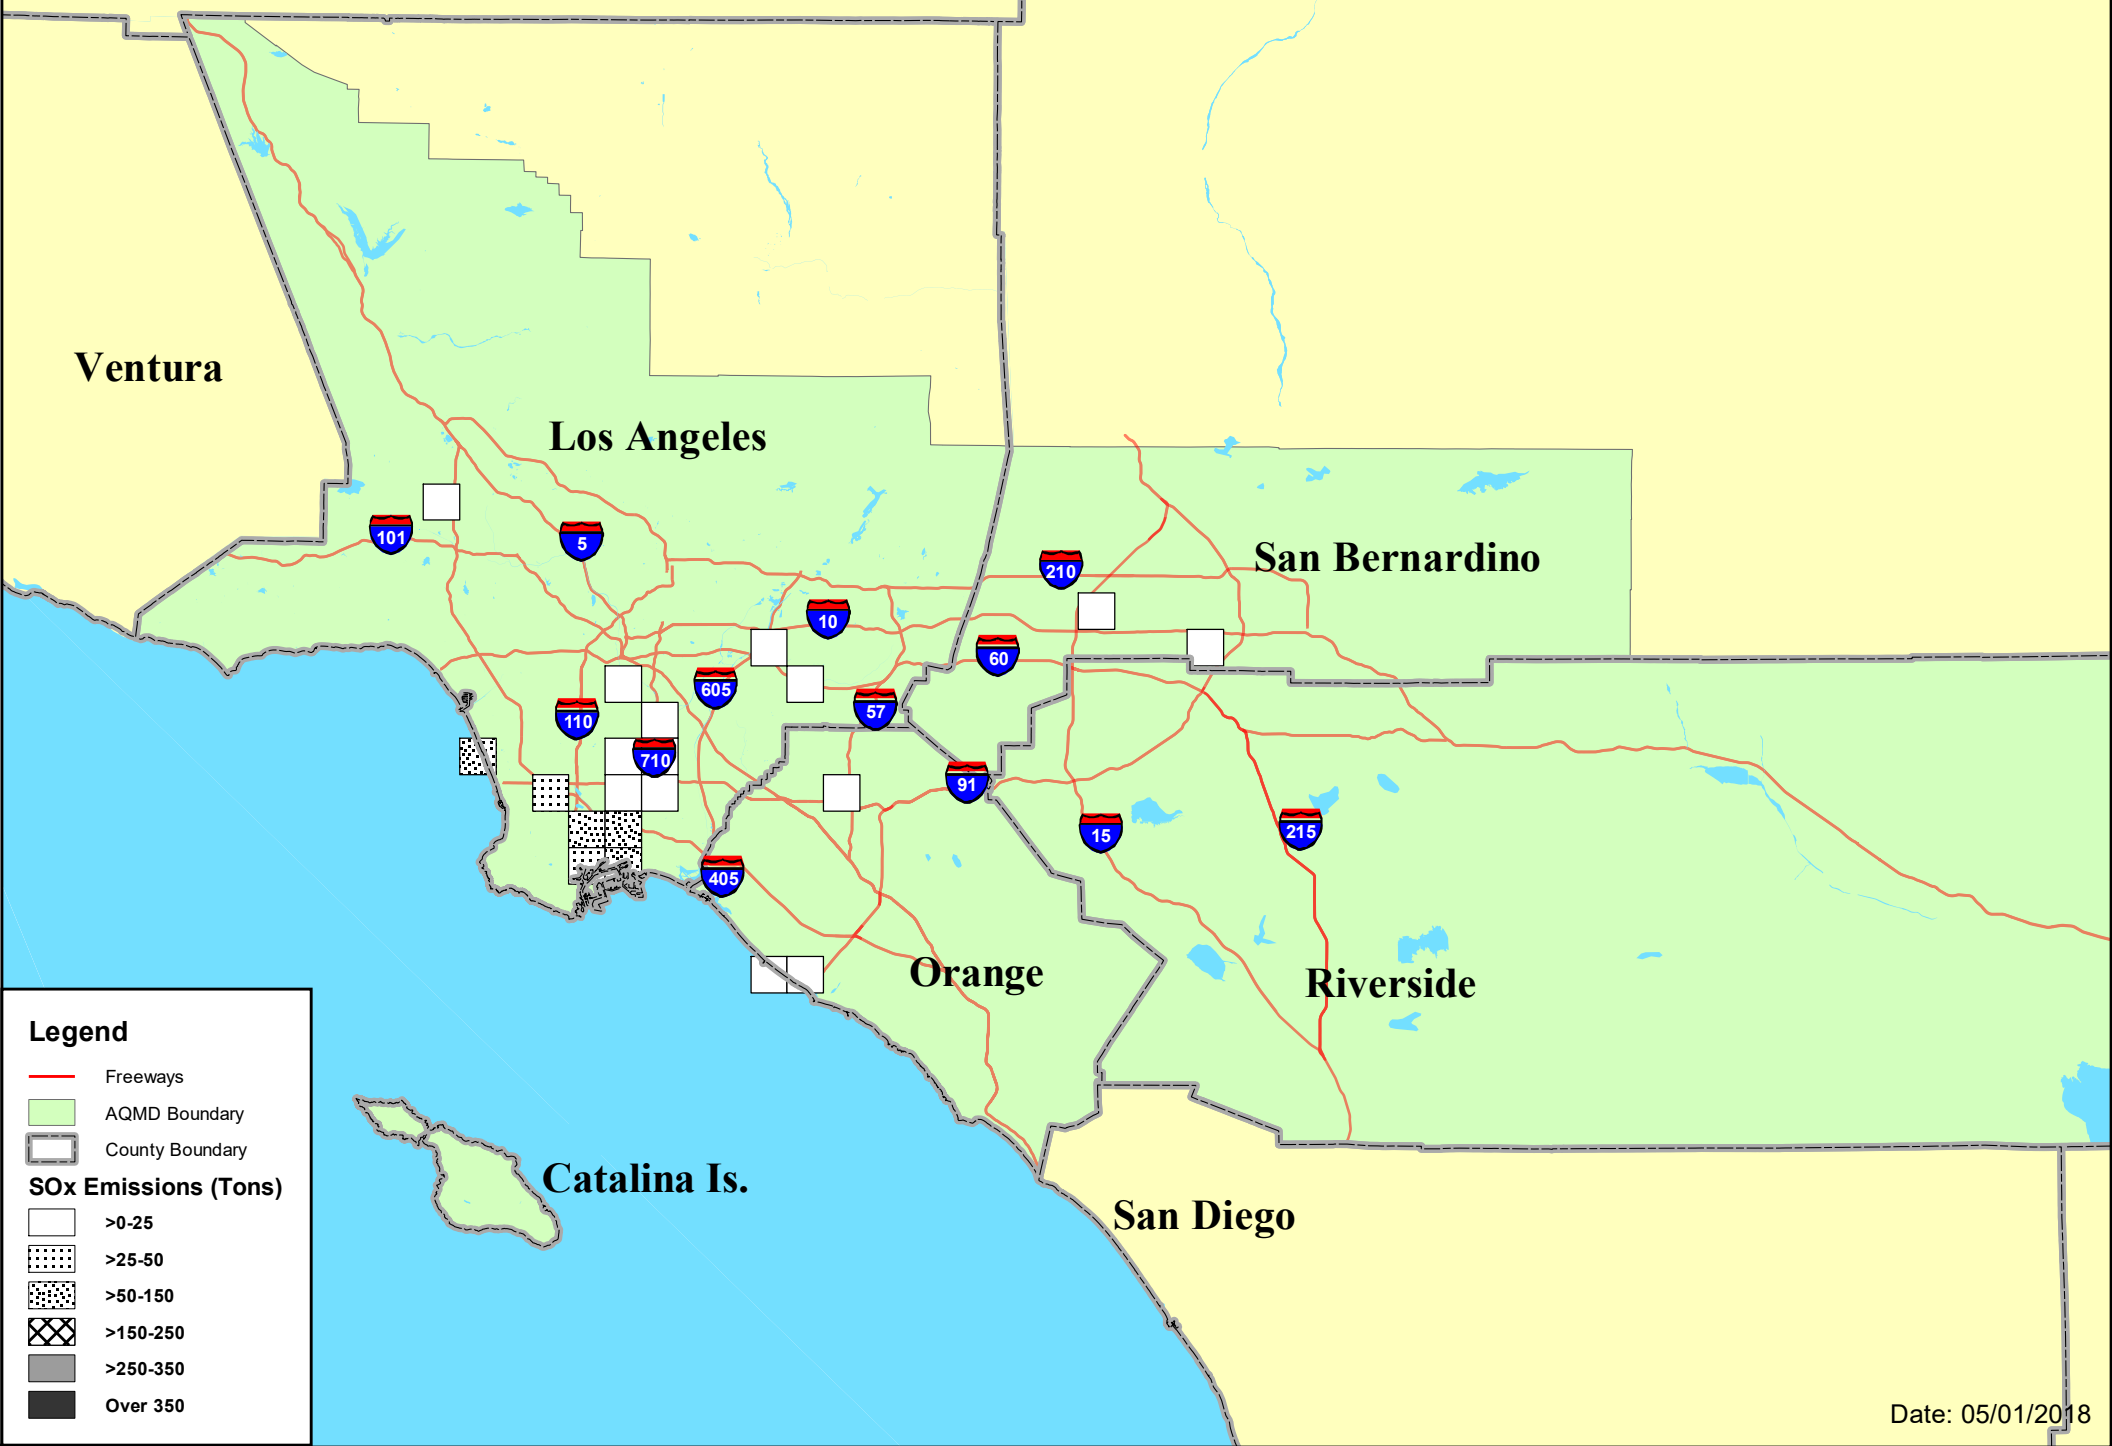 Ventura
Los Angeles
101
5
210
San Bernardino
10
60
605
57
110
710
91
15
215
405
Orange
Riverside
Catalina Is.
San Diego
Legend
Freeways
AQMD Boundary
County Boundary
SOx Emissions (Tons)
>0-25
>25-50
>50-150
>150-250
>250-350
Over 350
Date: 05/01/2018